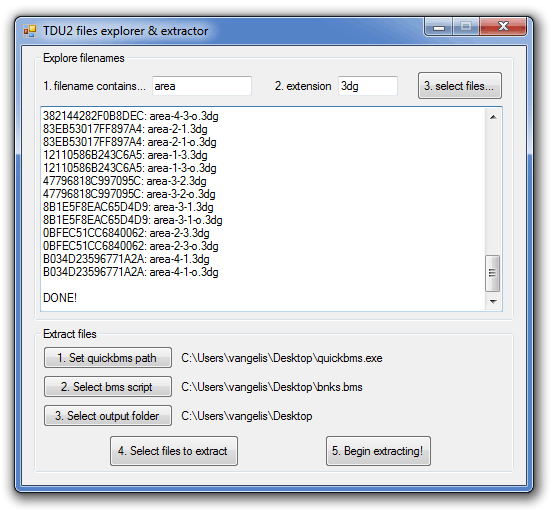 TDU2 files explorer & extractor
Explore filenames
1. filename contains... area 2. extension 3dg 3. select files...
382144282F0B8DEC: area-4-3-o.3dg
83EB53017FF897A4: area-2-1.3dg
83EB53017FF897A4: area-2-1-o.3dg
12110586B243C6A5: area-1-3.3dg
12110586B243C6A5: area-1-3-o.3dg
47796818C997095C: area-3-2.3dg
47796818C997095C: area-3-2-o.3dg
8B1E5F8EAC65D4D9: area-3-1.3dg
8B1E5F8EAC65D4D9: area-3-1-o.3dg
0BFEC51CC6840062: area-2-3.3dg
0BFEC51CC6840062: area-2-3-o.3dg
B034D23596771A2A: area-4-1.3dg
B034D23596771A2A: area-4-1-o.3dg
DONE!
Extract files
1. Set quickbms path C:\Users\vangelis\Desktop\quickbms.exe
2. Select bms script C:\Users\vangelis\Desktop\bnks.bms
3. Select output folder C:\Users\vangelis\Desktop
4. Select files to extract 5. Begin extracting!